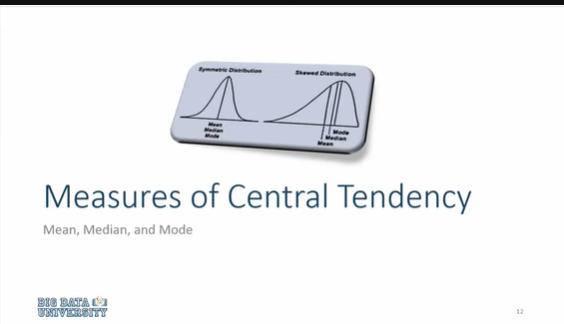 Symmetric Distribution
Mean
Median
Mode
Skewed Distribution
Mode
Median
Mean
Measures of Central Tendency
Mean, Median, and Mode
BIG DATA
UNIVERSITY
12